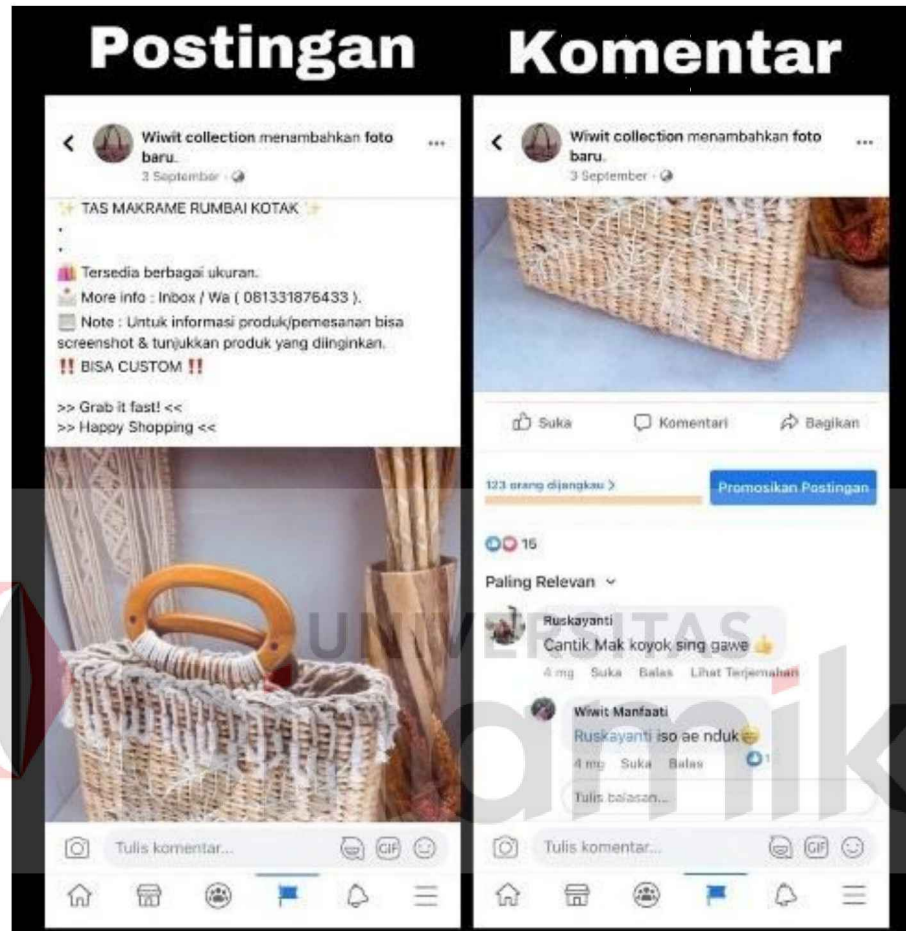 Postingan
Wiwit collection menambahkan foto
baru.
3 September
TAS MAKRAME RUMBAI KOTAK
.
.
Tersedia berbagai ukuran.
More info : Inbox / Wa ( 081331876433 ).
Note : Untuk informasi produk/pemesanan bisa
screenshot & tunjukkan produk yang diinginkan.
‼️ BISA CUSTOM ‼️
>> Grab it fast! <<
>> Happy Shopping <<
Tulis komentar...
GIF
Komentar
Wiwit collection menambahkan foto
baru.
3 September
Suka Komentari Bagikan
123 orang dijangkau >
Promosikan Postingan
16
Paling Relevan
Ruskayanti
Cantik Mak koyok sing gawe
4 mg Suka Balas Lihat Terjemahan
Wiwit Manfaati
Ruskayanti iso ae nduk
4 mg Suka Balas 1
Tulis balasan...
Tulis komentar...
GIF
UNIVERSITAS